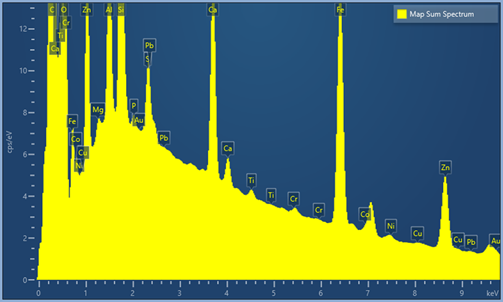 Map Sum Spectrum
C O Zn Al Si Ca Fe
Cr
Ti
Ca
Pb
S
Mg P
Au
Fe
Co
Cu
Ni
Pb
Ca
Ti Ti Cr Cr Co Ni Cu Zn Cu Pb Au
cps/eV
12
10
8
6
4
2
0
0 1 2 3 4 5 6 7 8 9 keV